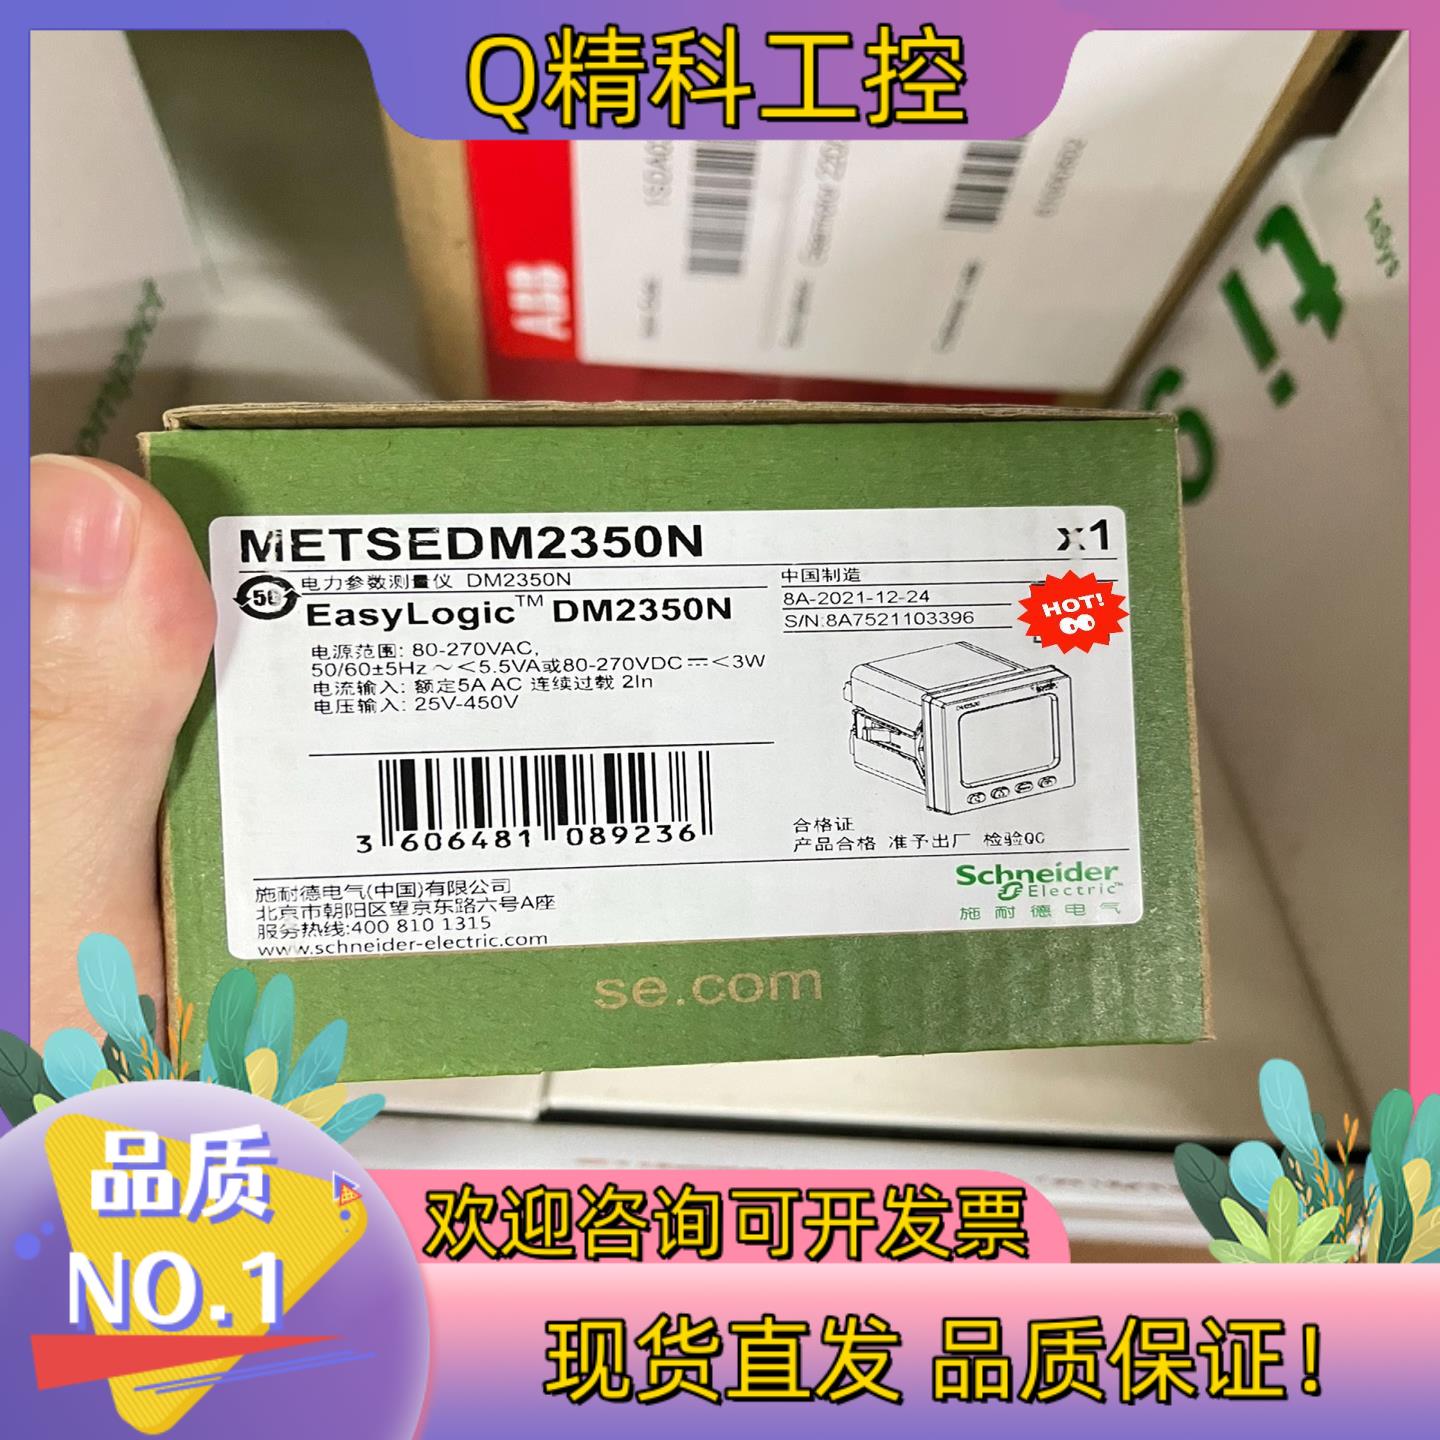 Q精科工控
1SDA0
ABB
METSEDM2350N
x1
电力参数测量仪 DM2350N
50
EasyLogic™ DM2350N
中国制造
8A-2021-12-24
S/N:8A7521103396
HOT!
电源范围: 80-270VAC,
50/60±5Hz ～＜5.5VA或80-270VDC⎓＜3W
电流输入: 额定5A AC 连续过载 2In
电压输入: 25V-450V
3 606481 089236
合格证
产品合格 准予出厂 检验QC
Schneider
Electric™
施耐德电气
施耐德电气(中国)有限公司
北京市朝阳区望京东路六号A座
服务热线:400 810 1315
www.schneider-electric.com
se.com
品质
NO.1
欢迎咨询可开发票
现货直发 品质保证!